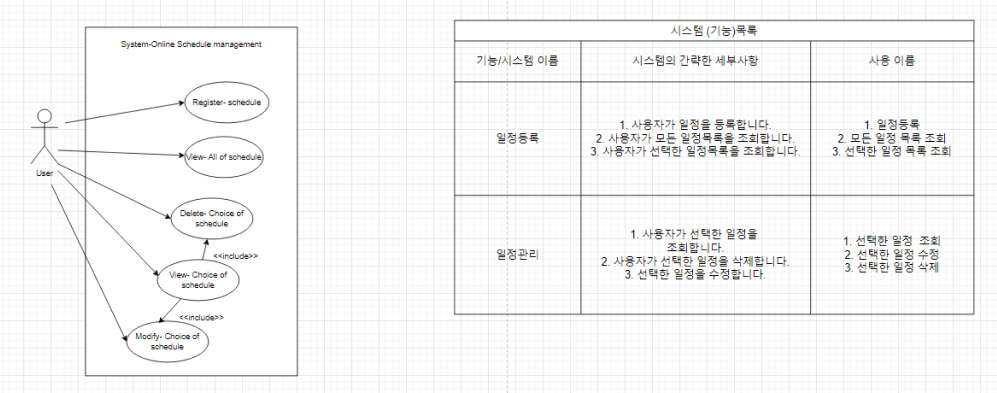 System-Online Schedule management
Register- schedule
View- All of schedule
User
Delete- Choice of
schedule
<<include>>
View- Choice of
schedule
<<include>>
Modify- Choice of
schedule
시스템 (기능)목록
기능/시스템 이름
시스템의 간략한 세부사항
사용 이름
일정등록
1. 사용자가 일정을 등록합니다.
2. 사용자가 모든 일정목록을 조회합니다.
3. 사용자가 선택한 일정목록을 조회합니다.
1. 일정등록
2. 모든 일정 목록 조회
3. 선택한 일정 목록 조회
일정관리
1. 사용자가 선택한 일정을
조회합니다.
2. 사용자가 선택한 일정을 삭제합니다.
3. 선택한 일정을 수정합니다.
1. 선택한 일정 조회
2. 선택한 일정 수정
3. 선택한 일정 삭제